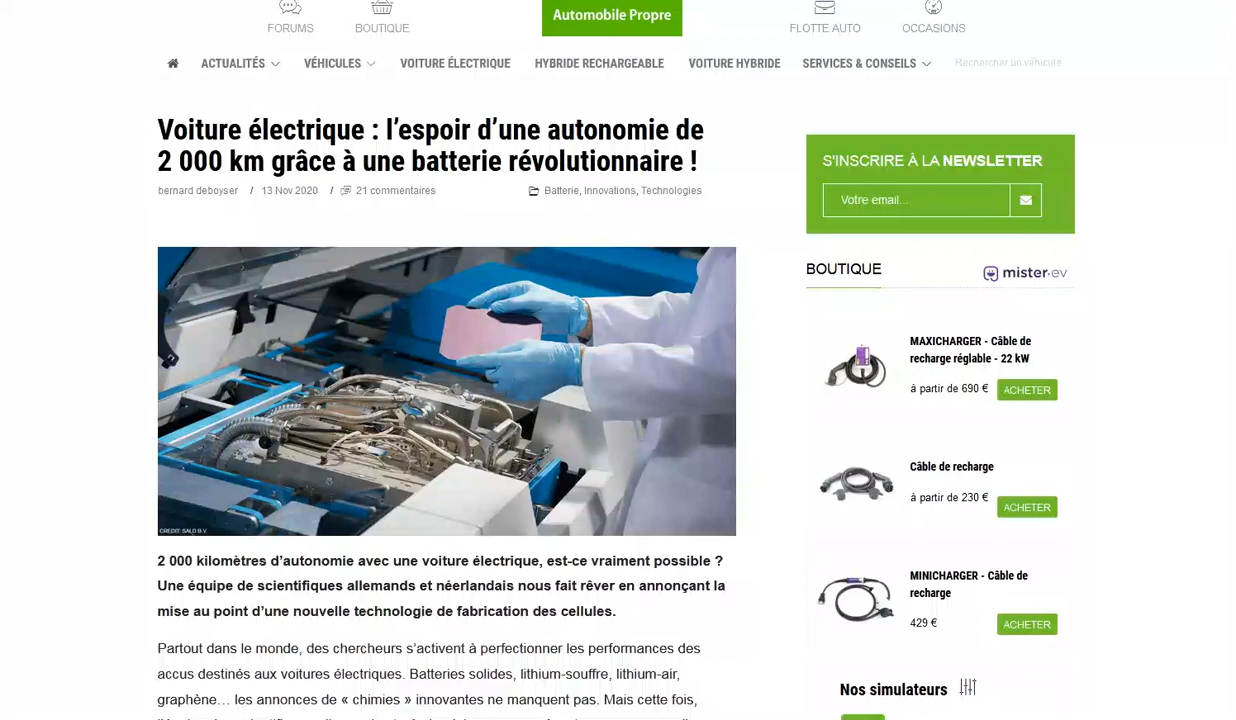 FORUMS
BOUTIQUE
Automobile Propre
FLOTTE AUTO
OCCASIONS
ACTUALITÉS
VÉHICULES
VOITURE ÉLECTRIQUE
HYBRIDE RECHARGEABLE
VOITURE HYBRIDE
SERVICES & CONSEILS
Rechercher un véhicule
Voiture électrique : l’espoir d’une autonomie de
2 000 km grâce à une batterie révolutionnaire !
bernard deboyser / 13 Nov 2020 / 21 commentaires
Batterie, Innovations, Technologies
CREDIT: SALD B.V.
2 000 kilomètres d’autonomie avec une voiture électrique, est-ce vraiment possible ?
Une équipe de scientifiques allemands et néerlandais nous fait rêver en annonçant la
mise au point d’une nouvelle technologie de fabrication des cellules.
Partout dans le monde, des chercheurs s’activent à perfectionner les performances des
accus destinés aux voitures électriques. Batteries solides, lithium-souffre, lithium-air,
graphène… les annonces de « chimies » innovantes ne manquent pas. Mais cette fois,
S'INSCRIRE À LA NEWSLETTER
Votre email...
BOUTIQUE
mister-ev
MAXICHARGER - Câble de
recharge réglable - 22 kW
à partir de 690 €
ACHETER
Câble de recharge
à partir de 230 €
ACHETER
MINICHARGER - Câble de
recharge
429 €
ACHETER
Nos simulateurs